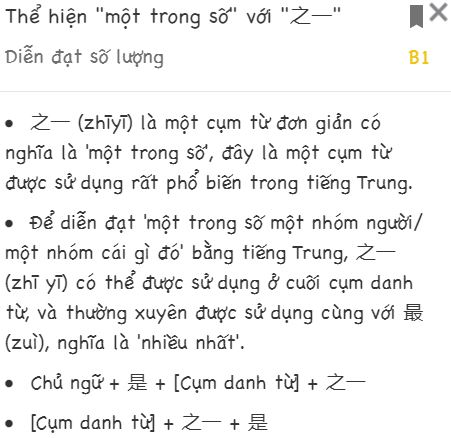 Thể hiện "một trong số" với "之一"
Diễn đạt số lượng
B1
• 之一 (zhīyī) là một cụm từ đơn giản có
nghĩa là 'một trong số', đây là một cụm từ
được sử dụng rất phổ biến trong tiếng Trung.
• Để diễn đạt 'một trong số một nhóm người/
một nhóm cái gì đó' bằng tiếng Trung, 之一
(zhī yī) có thể được sử dụng ở cuối cụm danh
từ, và thường xuyên được sử dụng cùng với 最
(zuì), nghĩa là 'nhiều nhất'.
• Chủ ngữ + 是 + [Cụm danh từ] + 之一
• [Cụm danh từ] + 之一 + 是